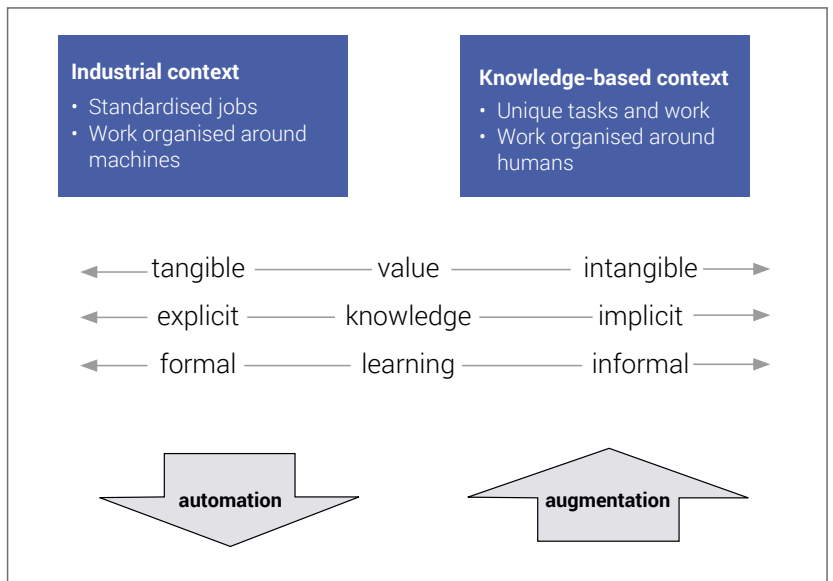 Industrial context
• Standardised jobs
• Work organised around
machines
Knowledge-based context
• Unique tasks and work
• Work organised around
humans
tangible value intangible
explicit knowledge implicit
formal learning informal
automation
augmentation